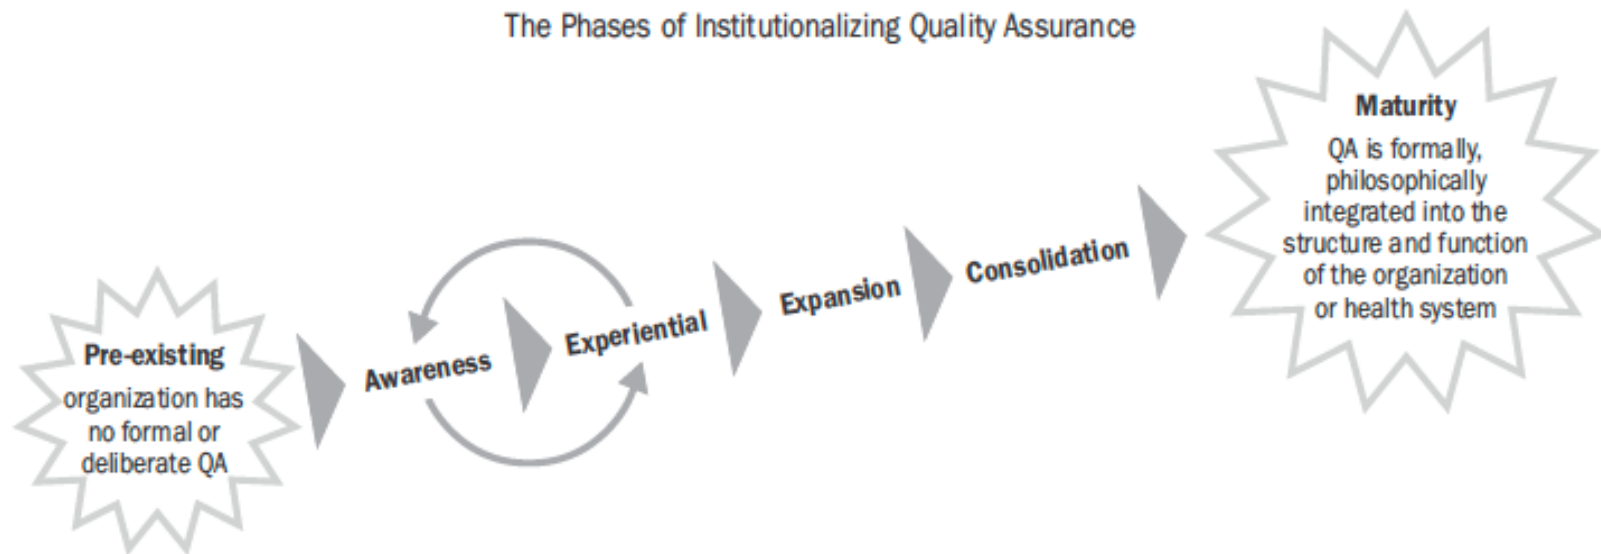 The Phases of Institutionalizing Quality Assurance
Pre-existing
organization has
no formal or
deliberate QA
Awareness
Experiential
Expansion
Consolidation
Maturity
QA is formally,
philosophically
integrated into the
structure and function
of the organization
or health system